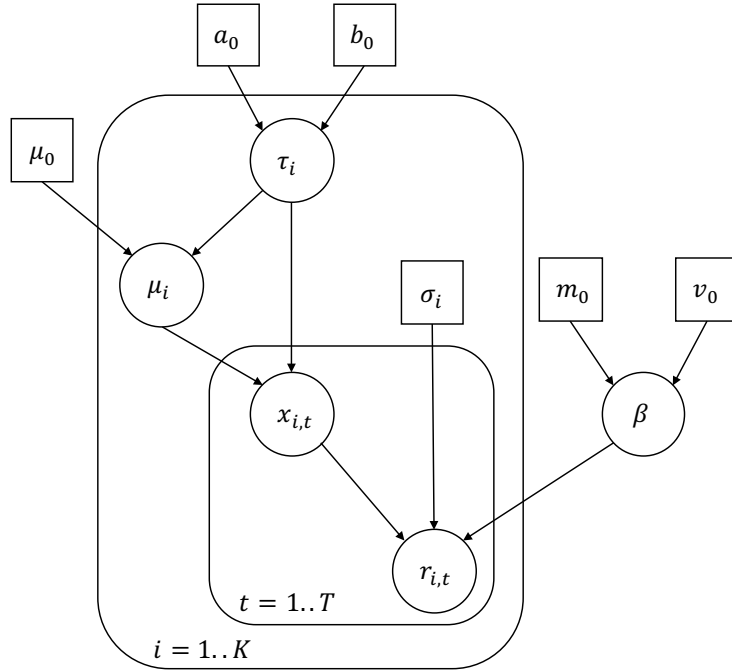 a₀
b₀
μ₀
τᵢ
μᵢ
σᵢ
m₀
v₀
xᵢ,ₜ
β
rᵢ,ₜ
t = 1..T
i = 1..K